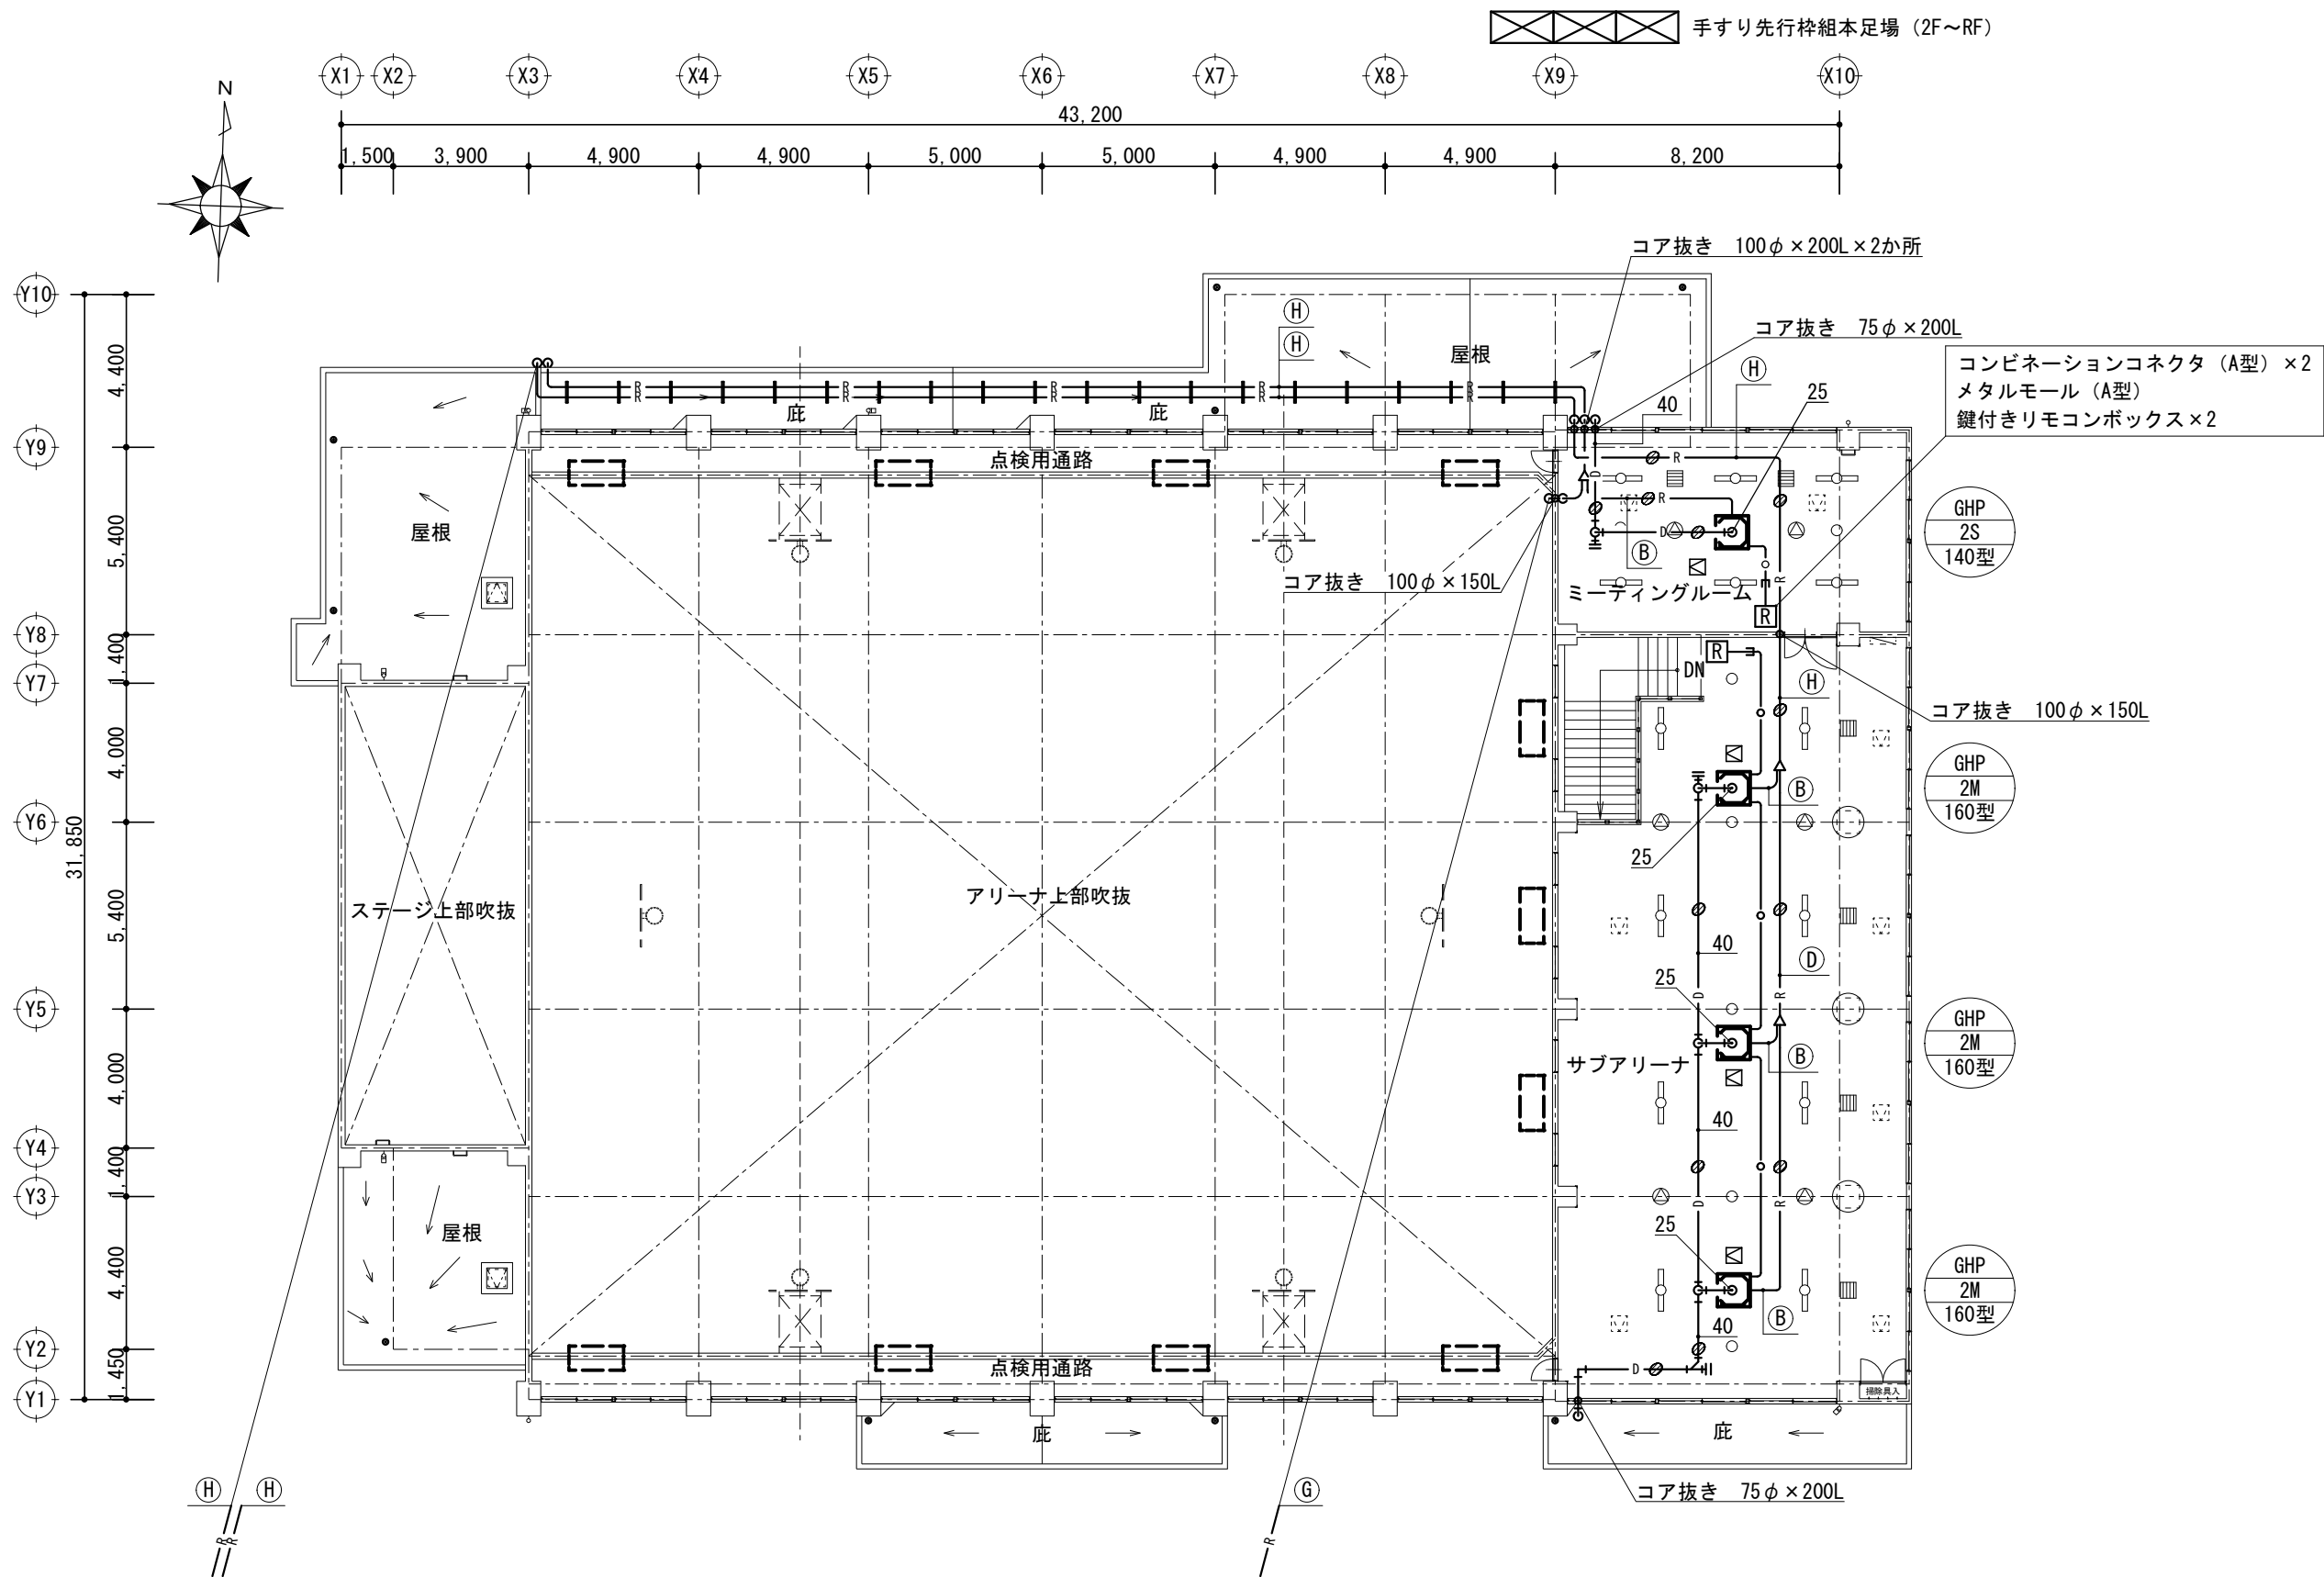 手すり先行枠組本足場（2F～RF）
X1 X2 X3 X4 X5 X6 X7 X8 X9 X10
N
43,200
1,500 3,900 4,900 4,900 5,000 5,000 4,900 4,900 8,200
コア抜き　100φ×200L×2か所
Y10
H
コア抜き　75φ×200L
H
屋根
コンビネーションコネクタ（A型）×2
メタルモール（A型）
鍵付きリモコンボックス×2
H
25
4,400
R R R R R
R R R R R
庇
庇
40
Y9
点検用通路
R
D
R
GHP
2S
140型
屋根
5,400
D
B
コア抜き　100φ×150L
ミーティングルーム
R
R
Y8
1,400
R
DN
H
Y7
コア抜き　100φ×150L
4,000
GHP
2M
160型
B
Y6
31,850
25
ステージ上部吹抜
アリーナ上部吹抜
5,400
40
D
25
D
R
Y5
GHP
2M
160型
B
サブアリーナ
4,000
40
Y4
1,400
D
R
Y3
25
屋根
4,400
GHP
2M
160型
B
40
Y2
点検用通路
D
1,450
Y1
掃除具入
庇
庇
H H
G
コア抜き　75φ×200L
R R
R